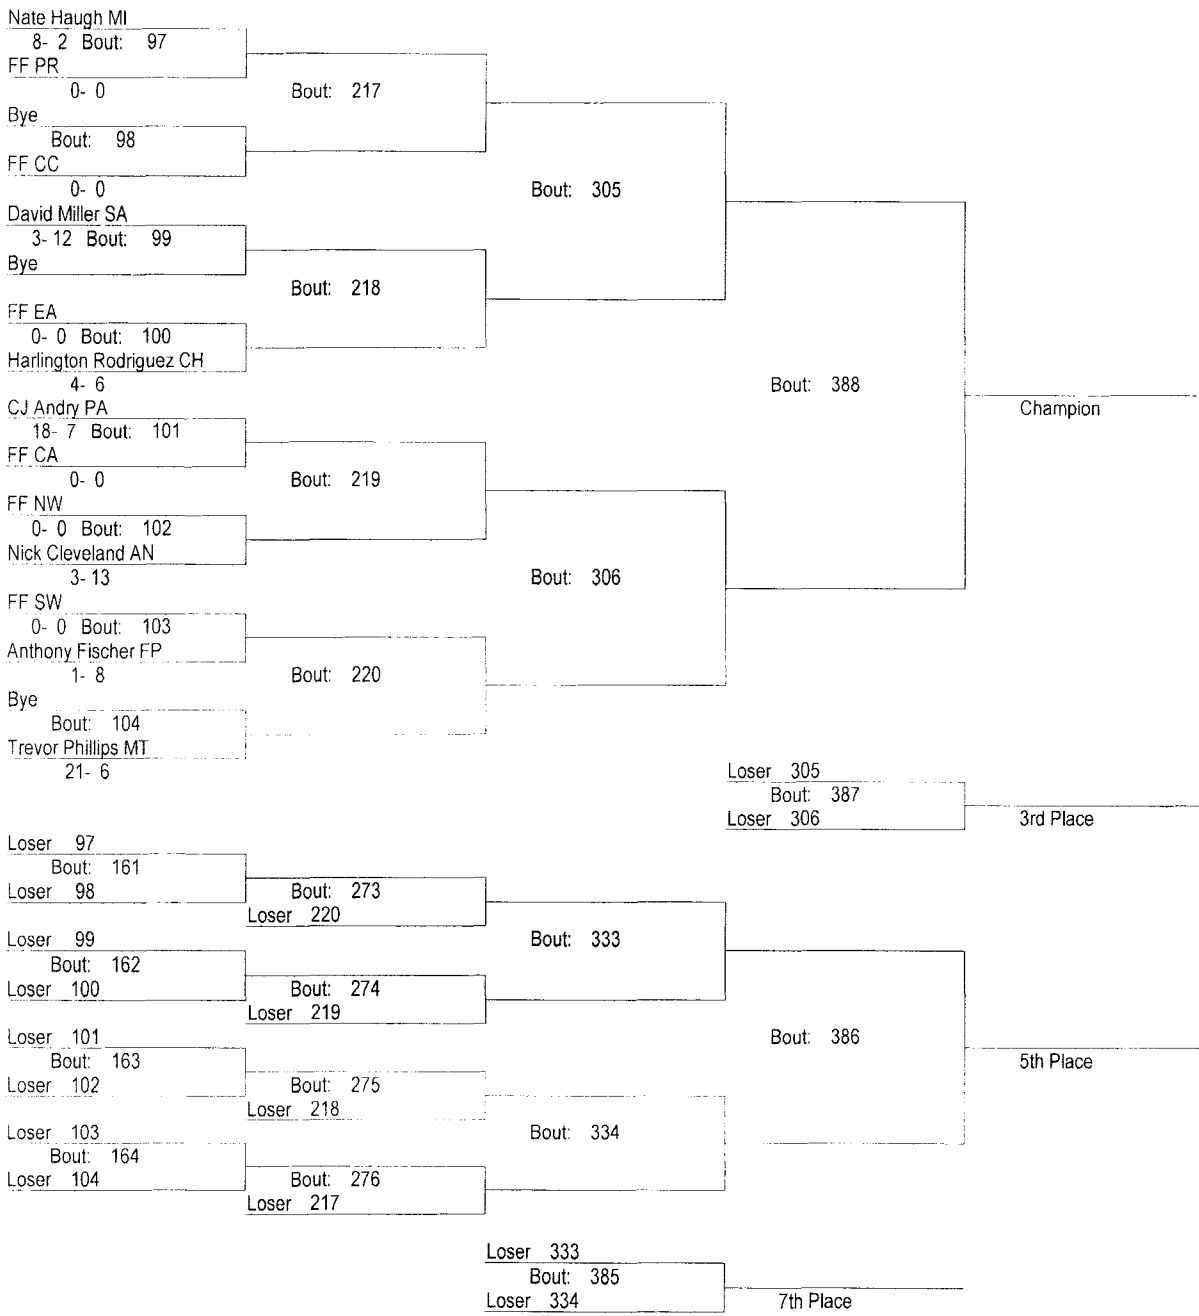 Nate Haugh MI
8- 2 Bout: 97
FF PR
0- 0
Bout: 217
Bye
Bout: 98
FF CC
0- 0
Bout: 305
David Miller SA
3- 12 Bout: 99
Bye
Bout: 218
FF EA
0- 0 Bout: 100
Harlington Rodriguez CH
4- 6
Bout: 388
CJ Andry PA
Champion
18- 7 Bout: 101
FF CA
0- 0
Bout: 219
FF NW
0- 0 Bout: 102
Nick Cleveland AN
3- 13
Bout: 306
FF SW
0- 0 Bout: 103
Anthony Fischer FP
1- 8
Bout: 220
Bye
Bout: 104
Trevor Phillips MT
21- 6
Loser 305
Bout: 387
Loser 306
3rd Place
Loser 97
Bout: 161
Loser 98
Bout: 273
Loser 220
Loser 99
Bout: 333
Bout: 162
Loser 100
Bout: 274
Loser 219
Loser 101
Bout: 386
Bout: 163
5th Place
Loser 102
Bout: 275
Loser 218
Loser 103
Bout: 334
Bout: 164
Loser 104
Bout: 276
Loser 217
Loser 333
Bout: 385
Loser 334
7th Place